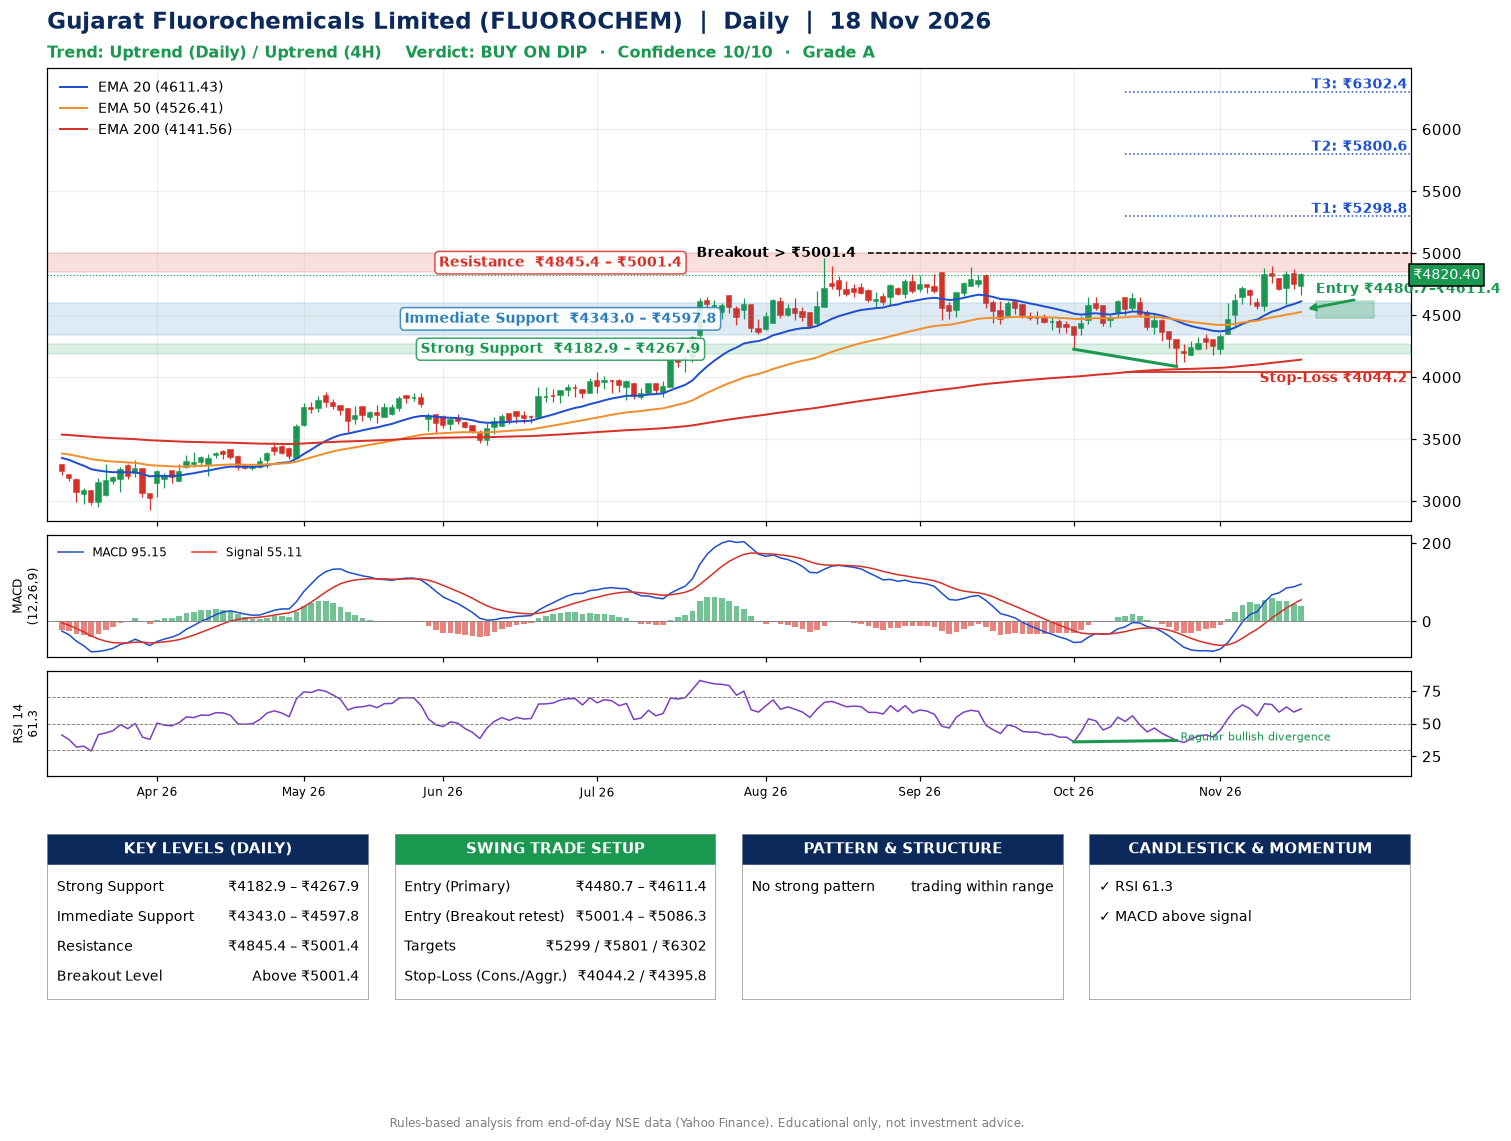 Gujarat Fluorochemicals Limited (FLUOROCHEM) | Daily | 18 Nov 2026
Trend: Uptrend (Daily) / Uptrend (4H) Verdict: BUY ON DIP · Confidence 10/10 · Grade A
EMA 20 (4611.43)
EMA 50 (4526.41)
EMA 200 (4141.56)
T3: ₹6302.4
T2: ₹5800.6
T1: ₹5298.8
Breakout > ₹5001.4
Resistance ₹4845.4 – ₹5001.4
₹4820.40
Entry ₹4480.7–₹4611.4
Immediate Support ₹4343.0 – ₹4597.8
Strong Support ₹4182.9 – ₹4267.9
Stop-Loss ₹4044.2
6000
5500
5000
4500
4000
3500
3000
MACD (12,26,9)
MACD 95.15
Signal 55.11
200
0
RSI 14
61.3
Regular bullish divergence
75
50
25
Apr 26
May 26
Jun 26
Jul 26
Aug 26
Sep 26
Oct 26
Nov 26
KEY LEVELS (DAILY)
Strong Support ₹4182.9 – ₹4267.9
Immediate Support ₹4343.0 – ₹4597.8
Resistance ₹4845.4 – ₹5001.4
Breakout Level Above ₹5001.4
SWING TRADE SETUP
Entry (Primary) ₹4480.7 – ₹4611.4
Entry (Breakout retest) ₹5001.4 – ₹5086.3
Targets ₹5299 / ₹5801 / ₹6302
Stop-Loss (Cons./Aggr.) ₹4044.2 / ₹4395.8
PATTERN & STRUCTURE
No strong pattern trading within range
CANDLESTICK & MOMENTUM
✓ RSI 61.3
✓ MACD above signal
Rules-based analysis from end-of-day NSE data (Yahoo Finance). Educational only, not investment advice.